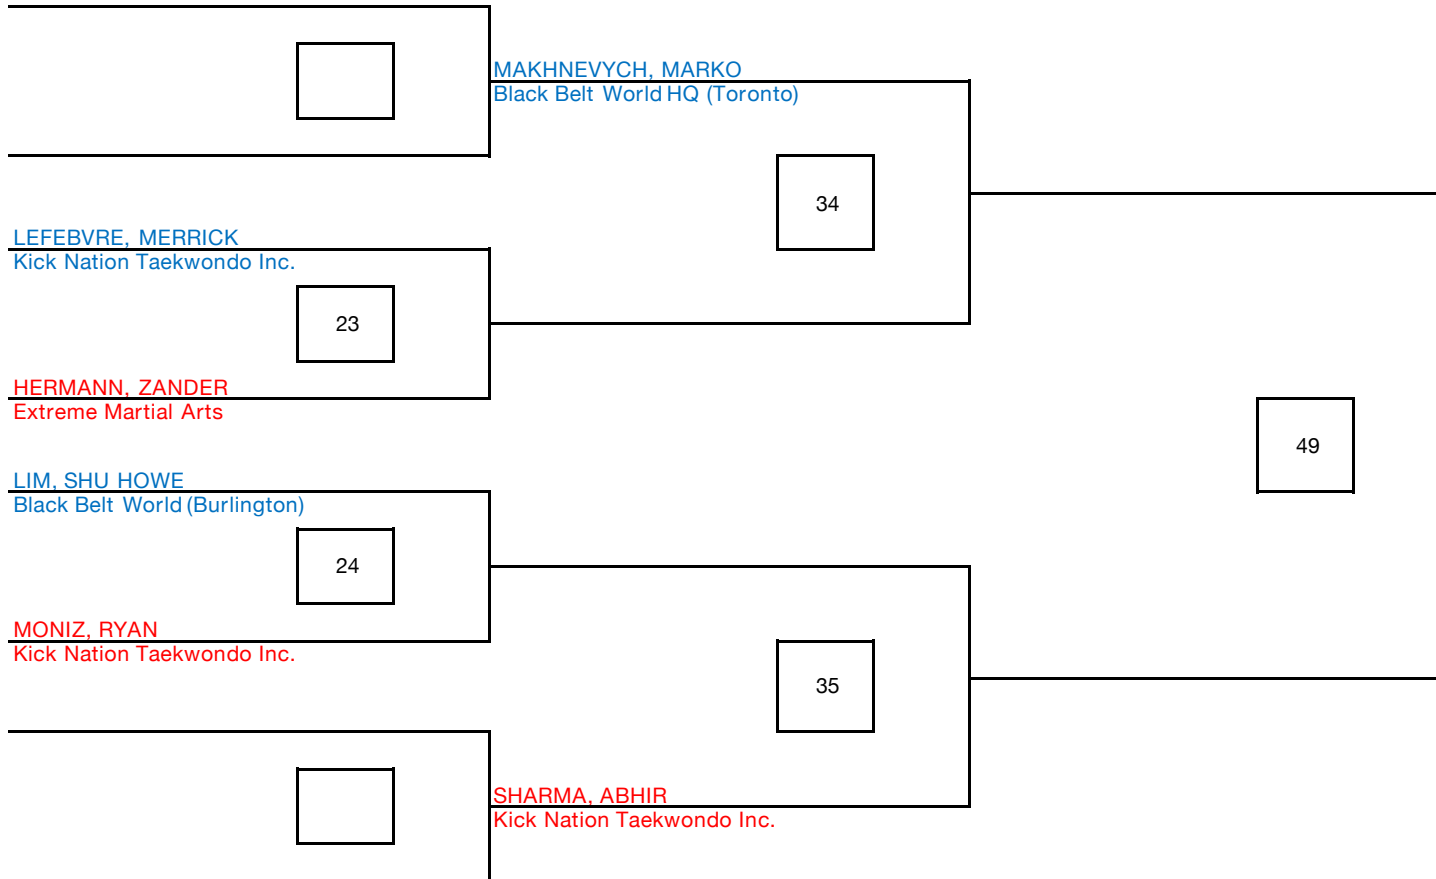 MAKHNEVYCH, MARKO
Black Belt World HQ (Toronto)
34
LEFEBVRE, MERRICK
Kick Nation Taekwondo Inc.
23
HERMANN, ZANDER
Extreme Martial Arts
49
LIM, SHU HOWE
Black Belt World (Burlington)
24
MONIZ, RYAN
Kick Nation Taekwondo Inc.
35
SHARMA, ABHIR
Kick Nation Taekwondo Inc.